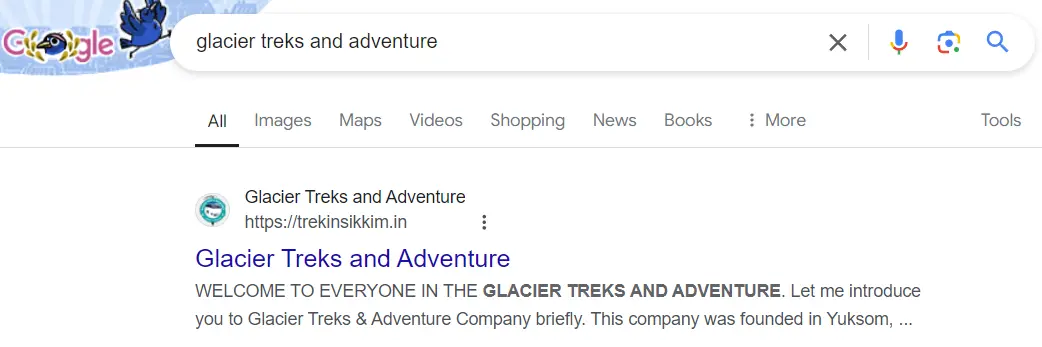 Google
glacier treks and adventure
All Images Maps Videos Shopping News Books More Tools
Glacier Treks and Adventure
https://trekinsikkim.in
Glacier Treks and Adventure
WELCOME TO EVERYONE IN THE GLACIER TREKS AND ADVENTURE. Let me introduce
you to Glacier Treks & Adventure Company briefly. This company was founded in Yuksom, ...